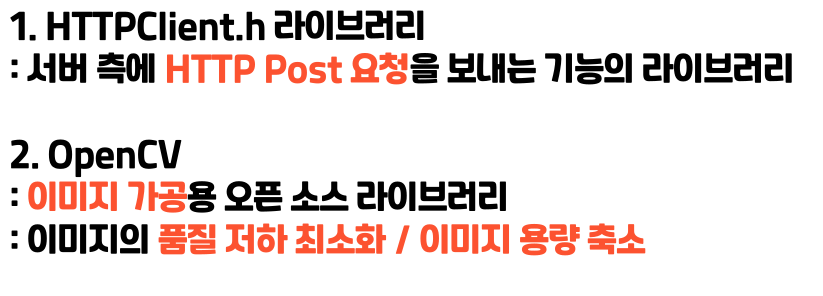 1. HTTPClient.h 라이브러리
: 서버 측에 HTTP Post 요청을 보내는 기능의 라이브러리
2. OpenCV
: 이미지 가공용 오픈 소스 라이브러리
: 이미지의 품질 저하 최소화 / 이미지 용량 축소